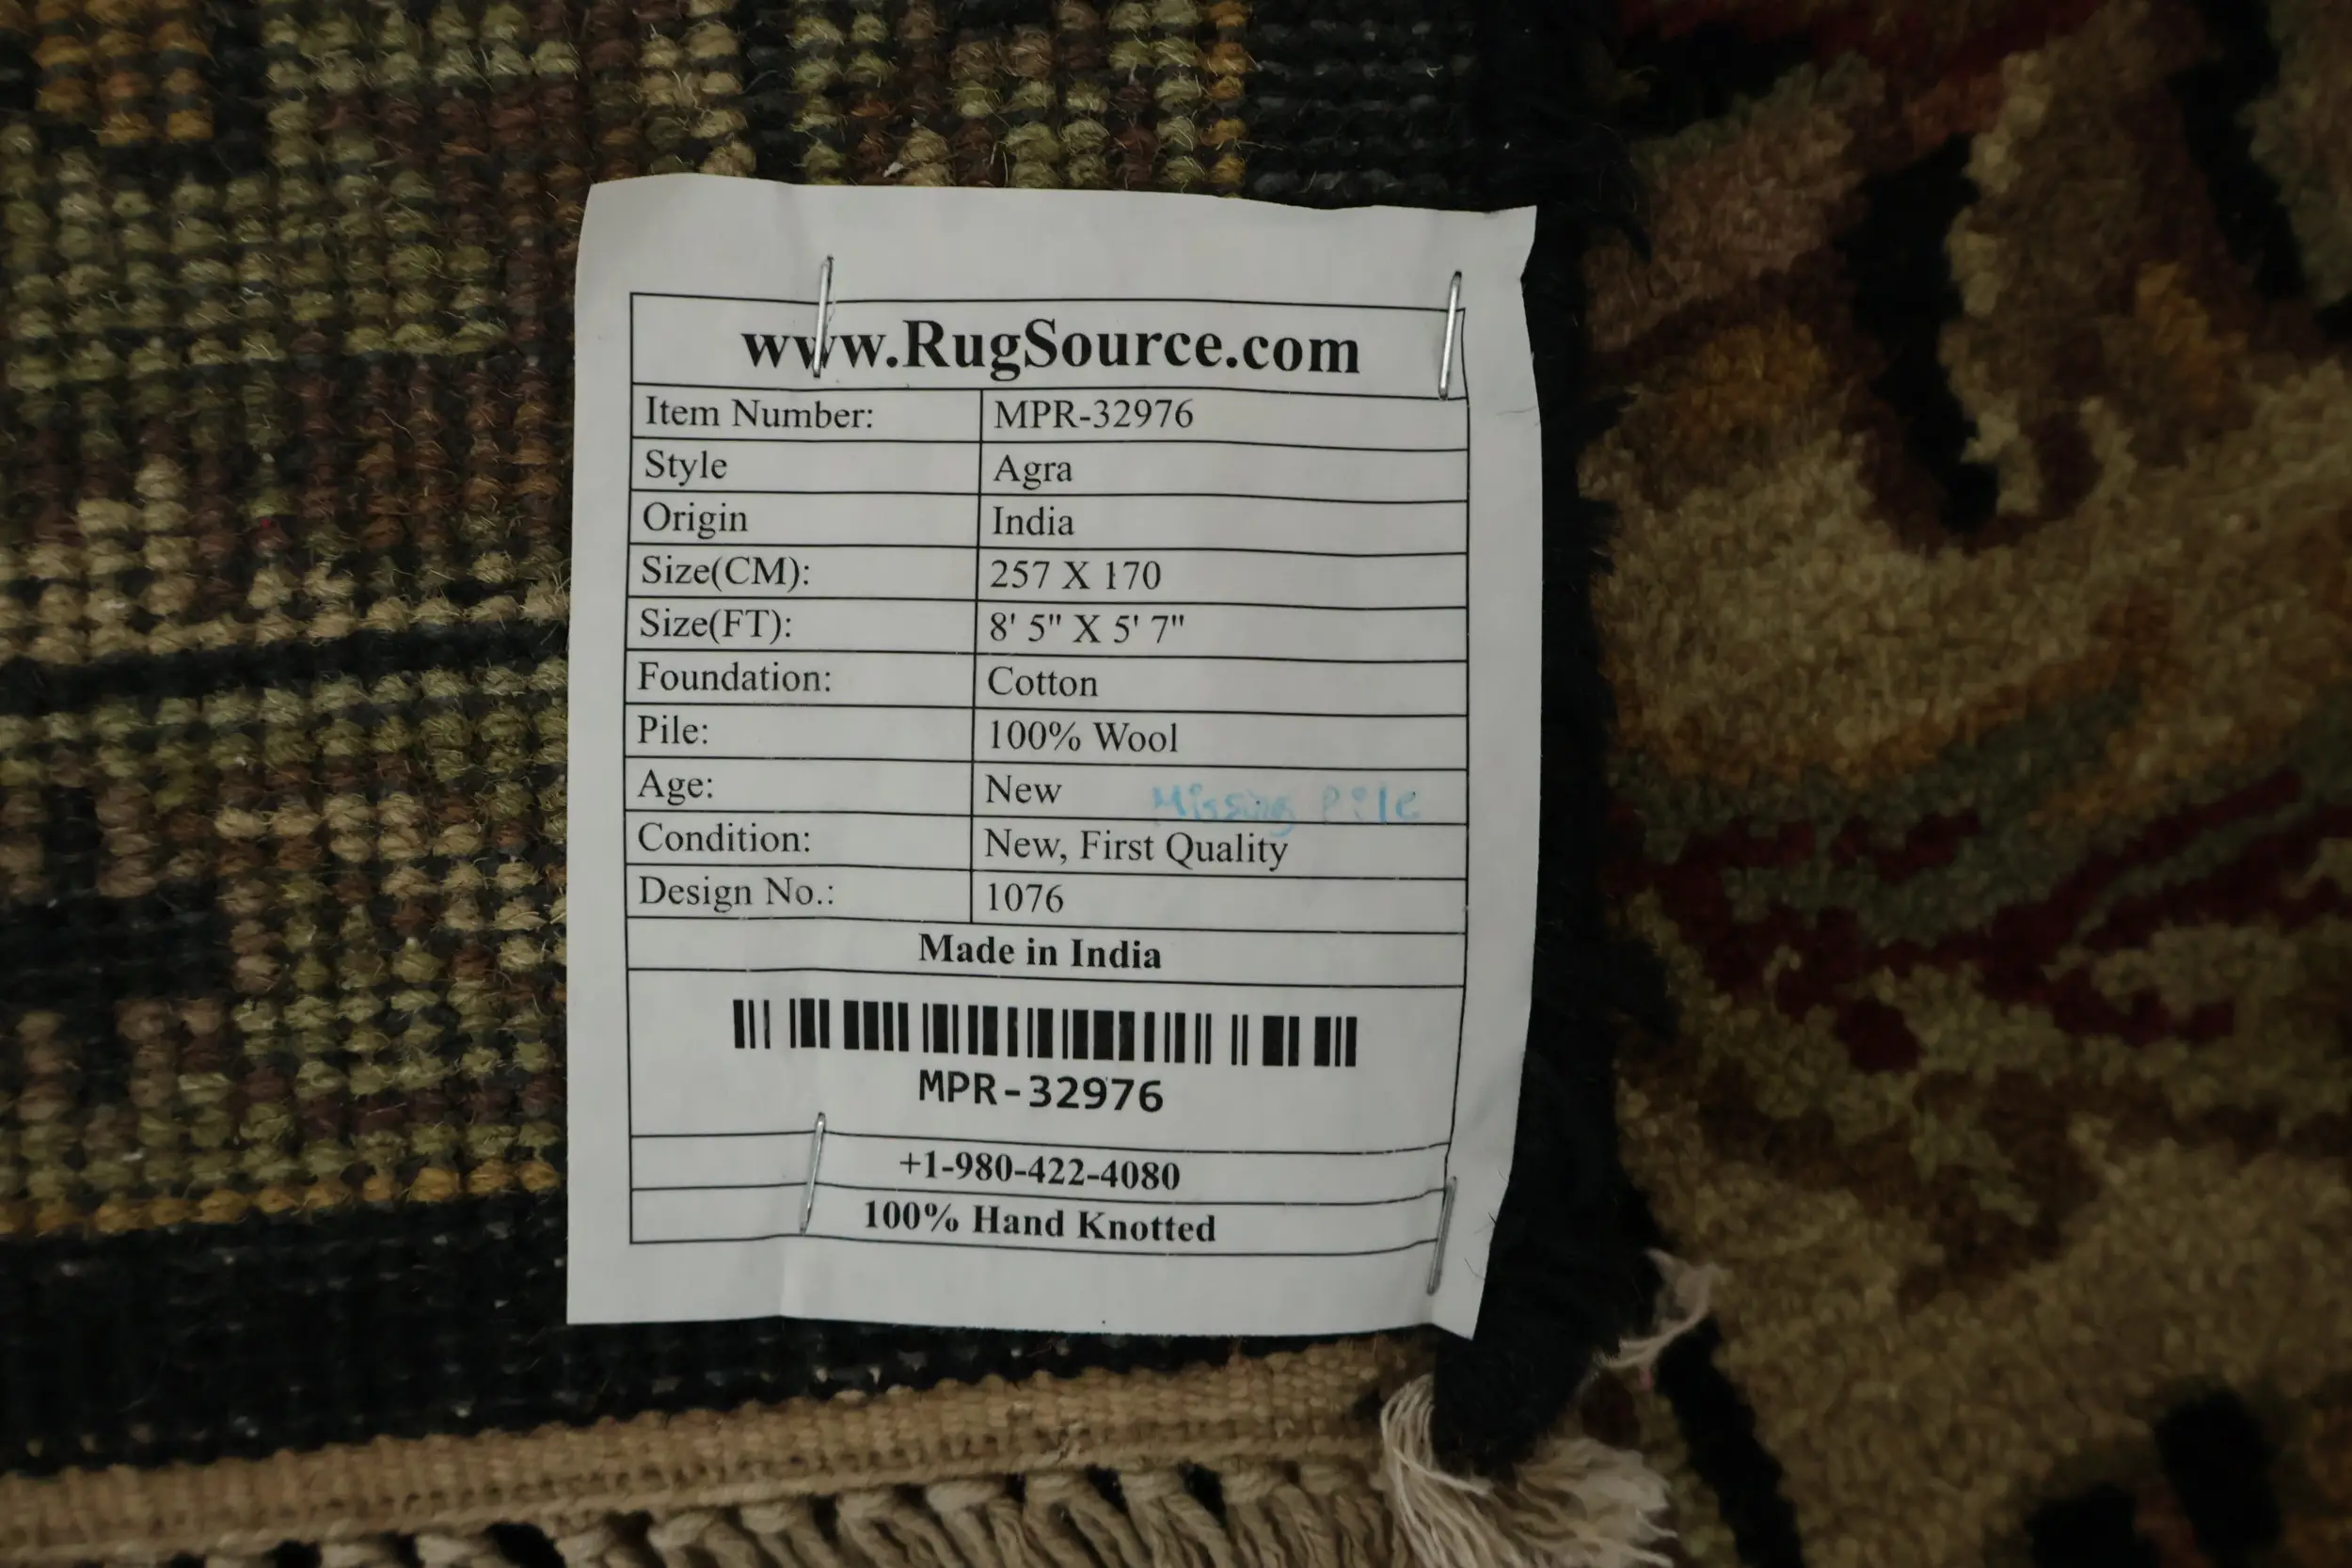 www.RugSource.com
Item Number: MPR-32976
Style Agra
Origin India
Size(CM): 257 X 170
Size(FT): 8' 5" X 5' 7"
Foundation: Cotton
Pile: 100% Wool
Age: New Missing Pile
Condition: New, First Quality
Design No.: 1076
Made in India
MPR-32976
+1-980-422-4080
100% Hand Knotted